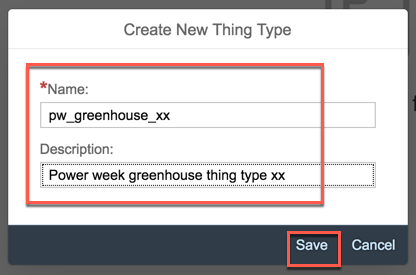 Create New Thing Type
*Name:
pw_greenhouse_xx
Description:
Power week greenhouse thing type xx
Save Cancel